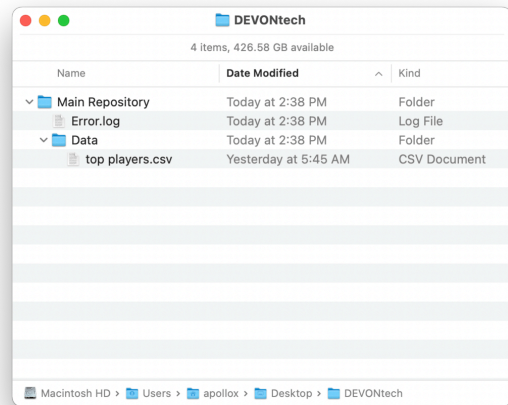 DEVONtech
4 items, 426.58 GB available
Name Date Modified Kind
Main Repository Today at 2:38 PM Folder
Error.log Today at 2:38 PM Log File
Data Today at 2:38 PM Folder
top players.csv Yesterday at 5:45 AM CSV Document
Macintosh HD › Users › apollox › Desktop › DEVONtech